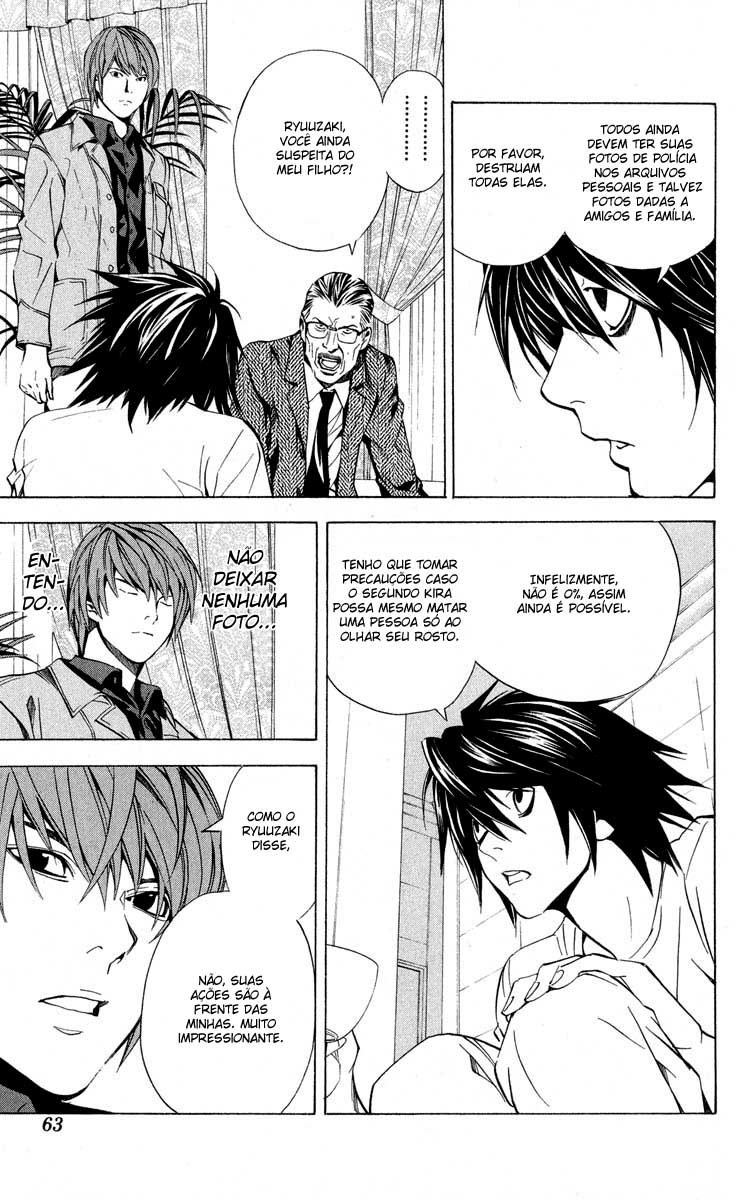 TODOS AINDA
DEVEM TER SUAS
FOTOS DE POLÍCIA
NOS ARQUIVOS
PESSOAIS E TALVEZ
FOTOS DADAS A
AMIGOS E FAMÍLIA.
POR FAVOR,
DESTRUAM
TODAS ELAS.
RYUUZAKI,
VOCÊ AINDA
SUSPEITA DO
MEU FILHO?!
INFELIZMENTE,
NÃO É 0%, ASSIM
AINDA É POSSÍVEL.
TENHO QUE TOMAR
PRECAUÇÕES CASO
O SEGUNDO KIRA
POSSA MESMO MATAR
UMA PESSOA SÓ AO
OLHAR SEU ROSTO.
NÃO
DEIXAR
NENHUMA
FOTO...
EN-
TEN-
DO...
COMO O
RYUUZAKI
DISSE,
NÃO, SUAS
AÇÕES SÃO À
FRENTE DAS
MINHAS. MUITO
IMPRESSIONANTE.
63